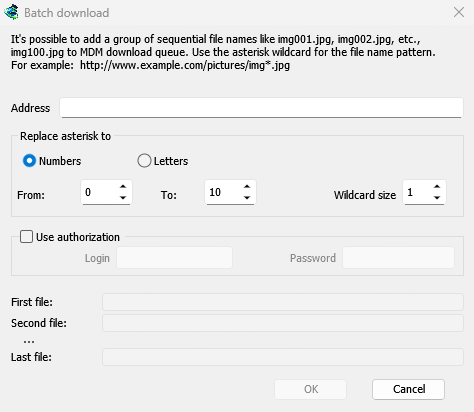 Batch download
It's possible to add a group of sequential file names like img001.jpg, img002.jpg, etc.,
img100.jpg to MDM download queue. Use the asterisk wildcard for the file name pattern.
For example: http://www.example.com/pictures/img*.jpg
Address
Replace asterisk to
Numbers Letters
From: 0 To: 10 Wildcard size 1
Use authorization
Login Password
First file:
Second file:
...
Last file:
OK Cancel